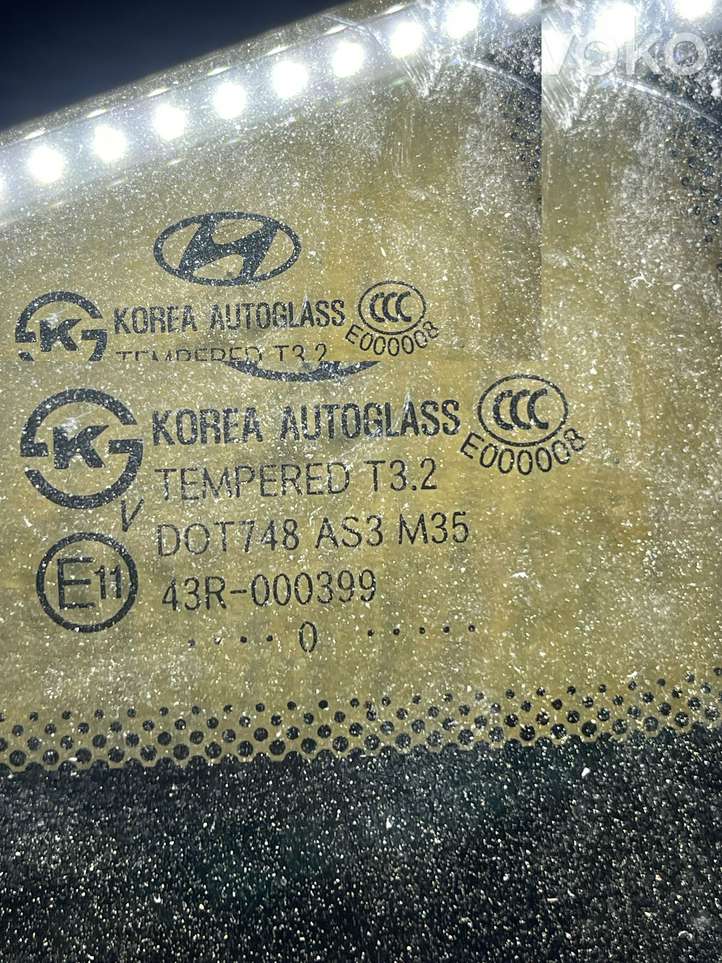 VOKO
KOREA AUTOGLASS CCC
K E000008
TEMPERED T3.2
K KOREA AUTOGLASS CCC
E000008
TEMPERED T3.2
V DOT748 AS3 M35
E11 43R-000399
.... 0 .....